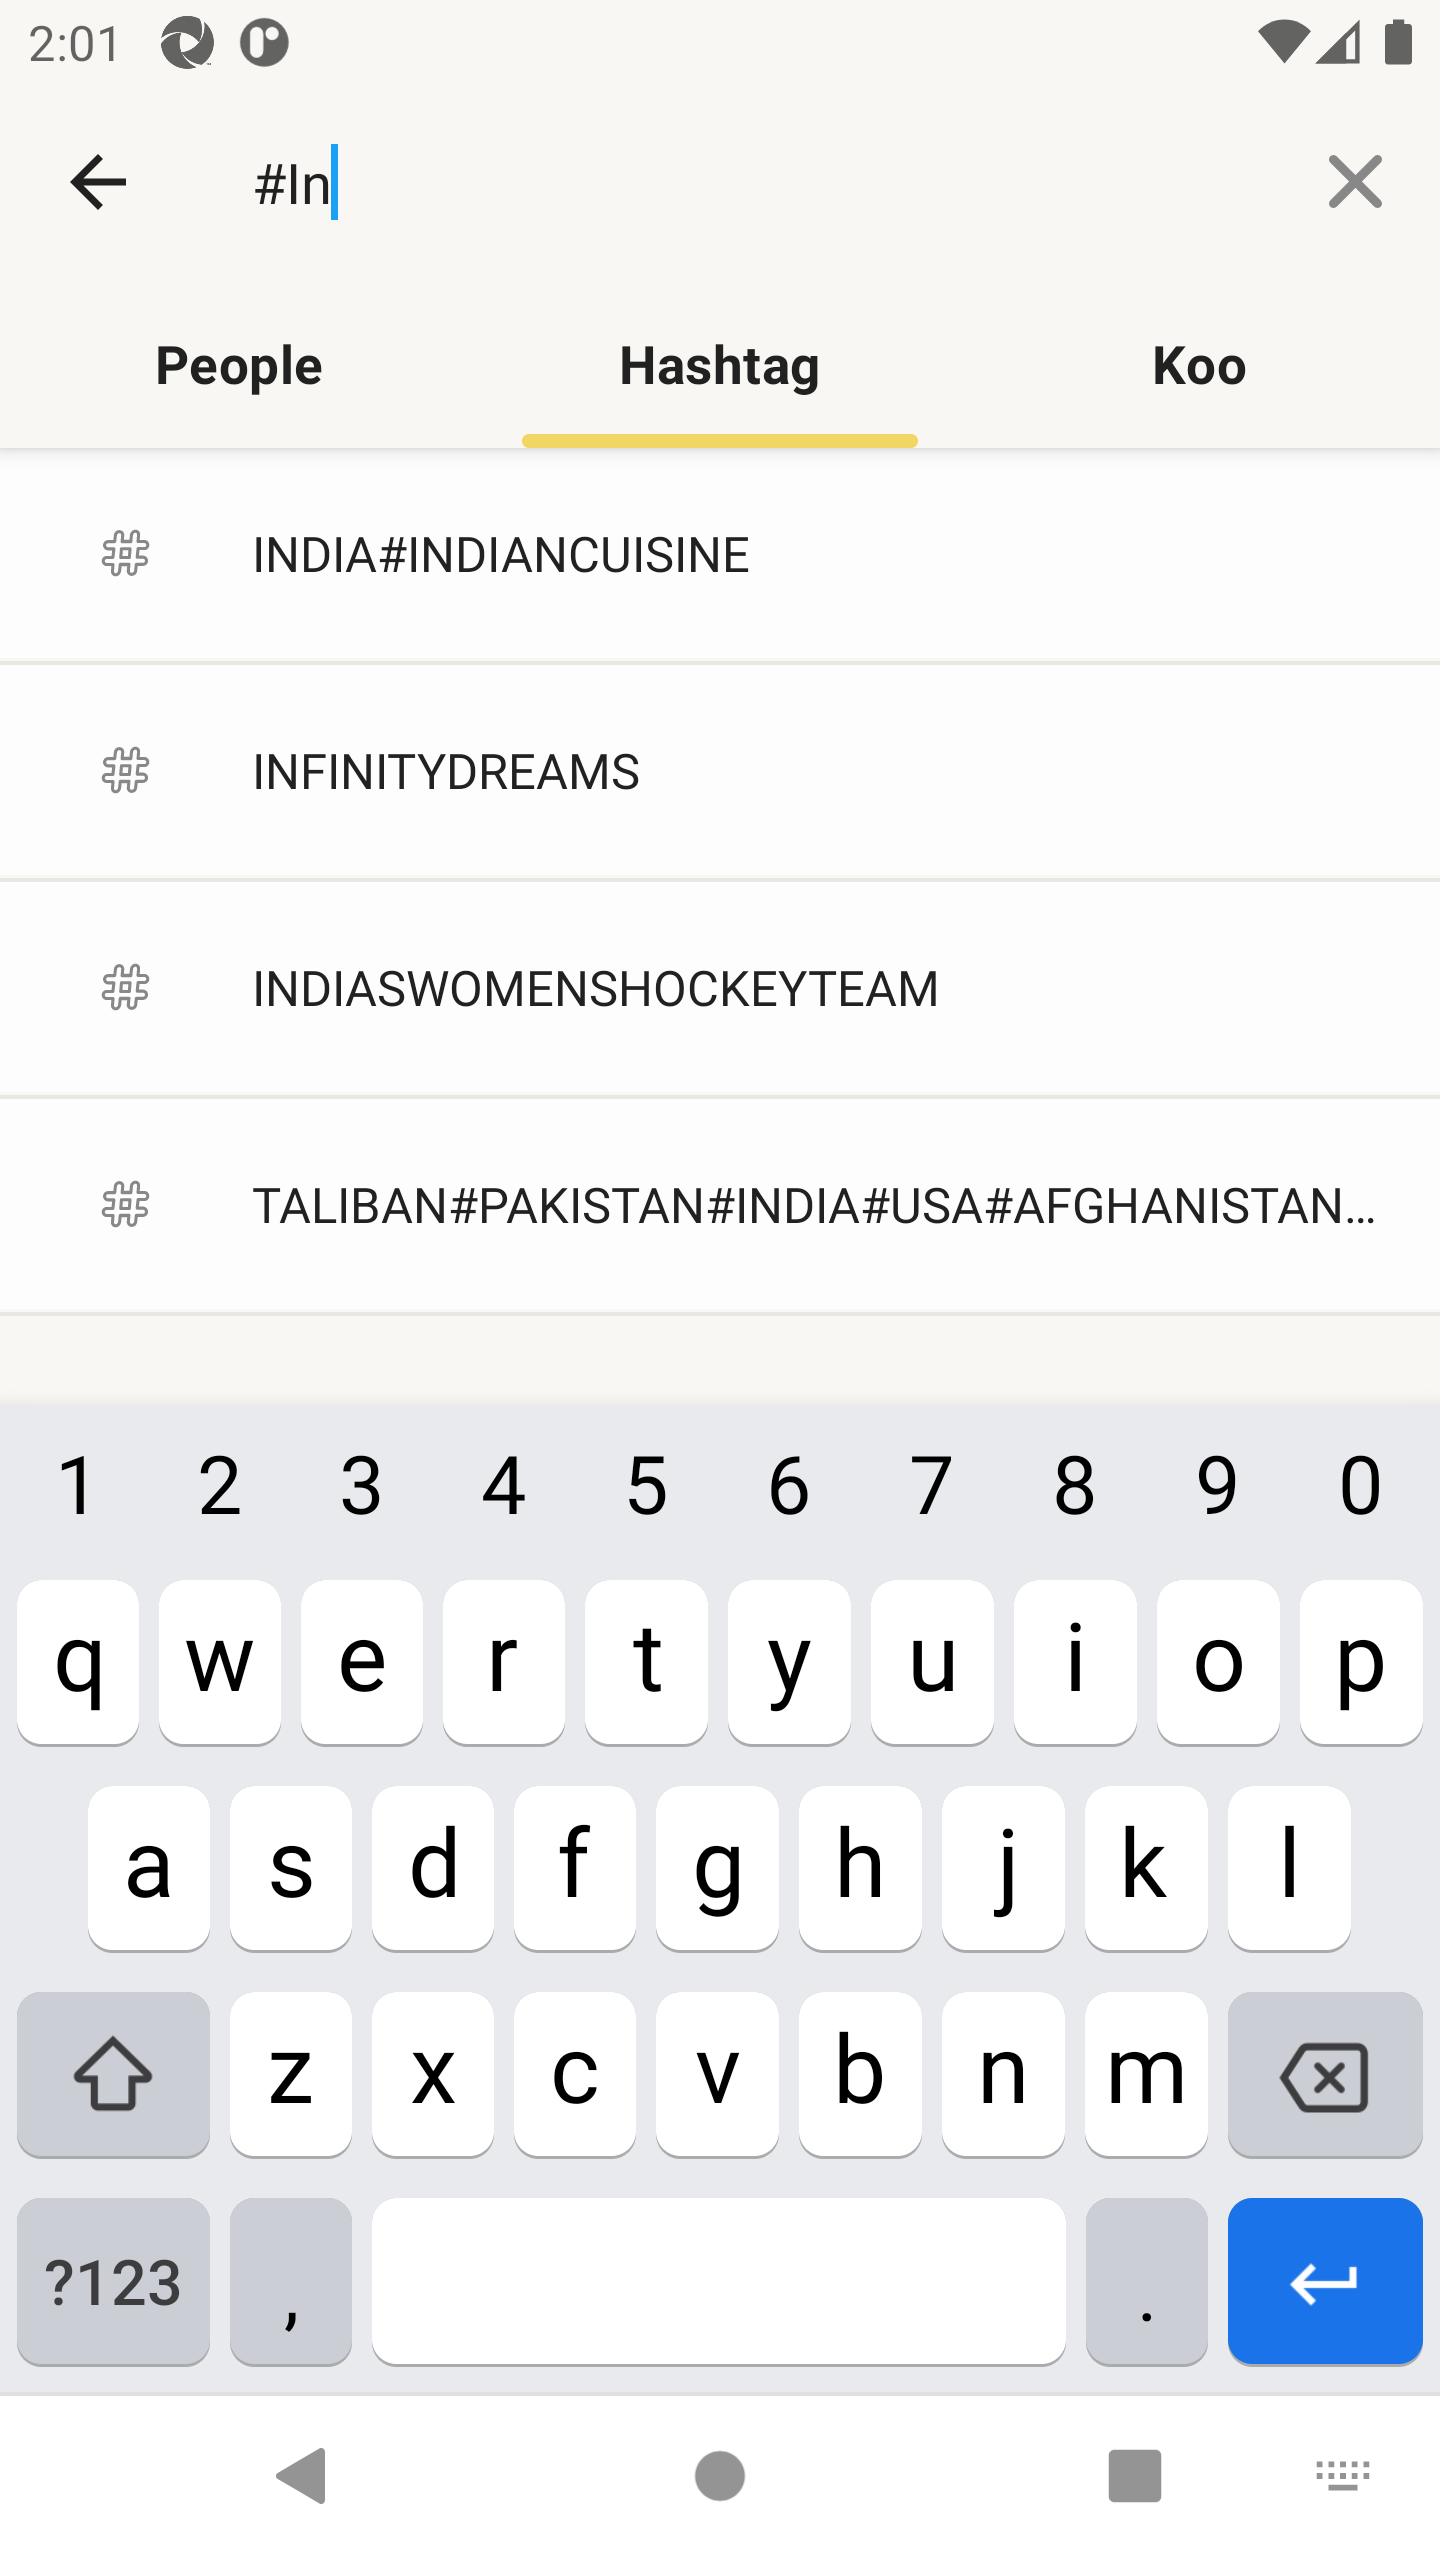 2:01
#In
People Hashtag Koo
INDIA#INDIANCUISINE
INFINITYDREAMS
INDIASWOMENSHOCKEYTEAM
TALIBAN#PAKISTAN#INDIA#USA#AFGHANISTAN...
1 2 3 4 5 6 7 8 9 0
q w e r t y u i o p
a s d f g h j k l
z x c v b n m
?123 , .